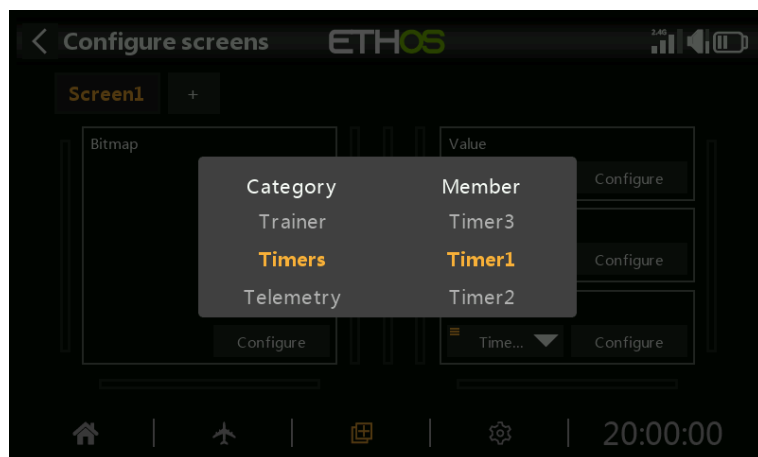 Configure screens
ETHOS
2.4G
Screen1
+
Bitmap
Value
Configure
Category
Member
Trainer
Timer3
Timers
Timer1
Configure
Telemetry
Timer2
Configure
Time...
Configure
20:00:00